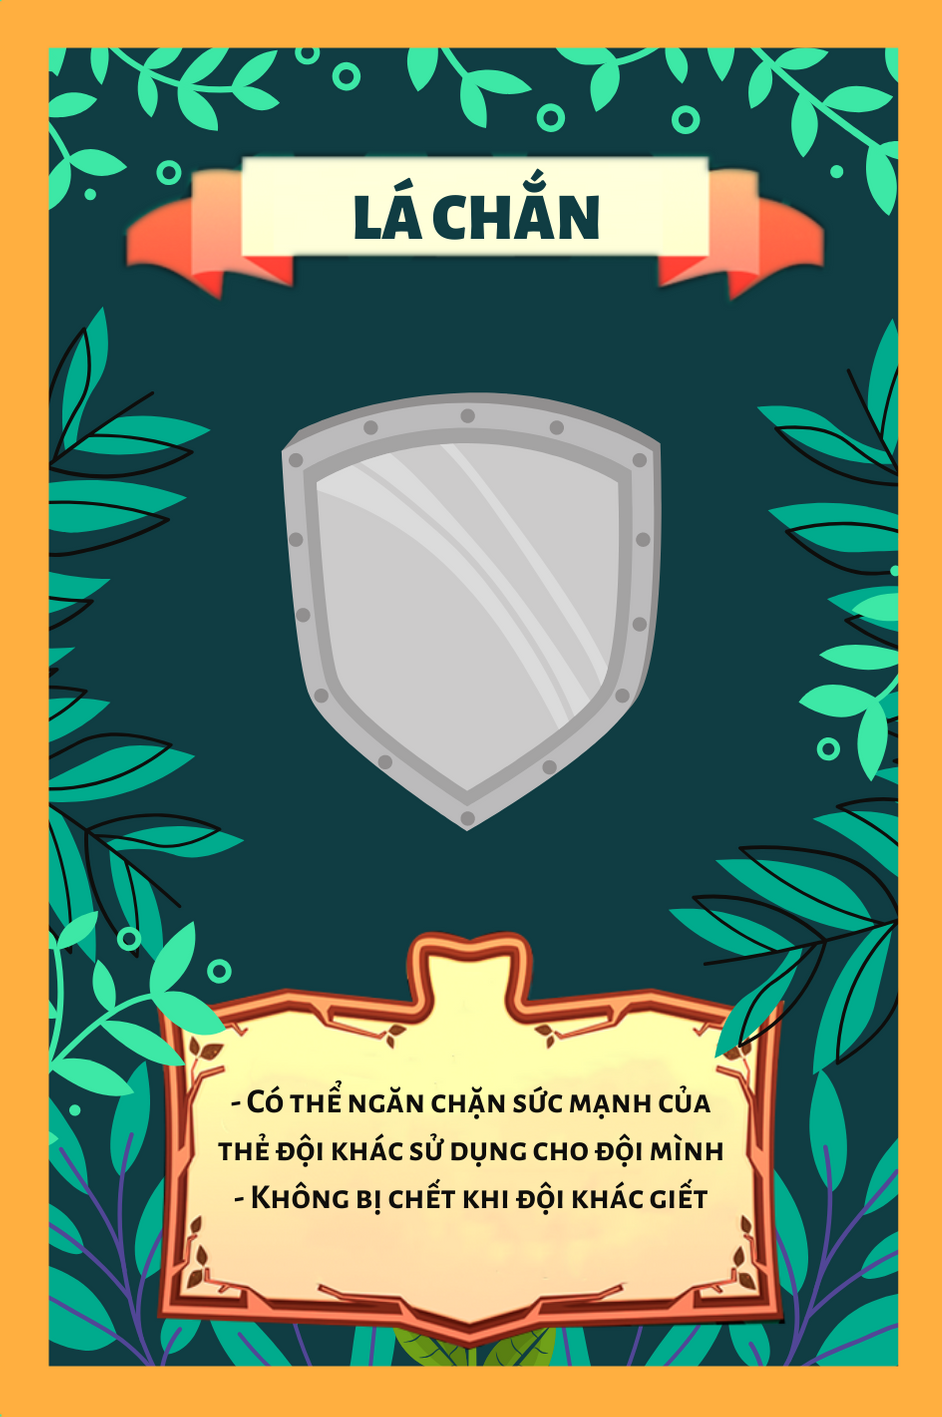 LÁ CHẮN
- Có thể ngăn chặn sức mạnh của
thẻ đội khác sử dụng cho đội mình
- Không bị chết khi đội khác giết